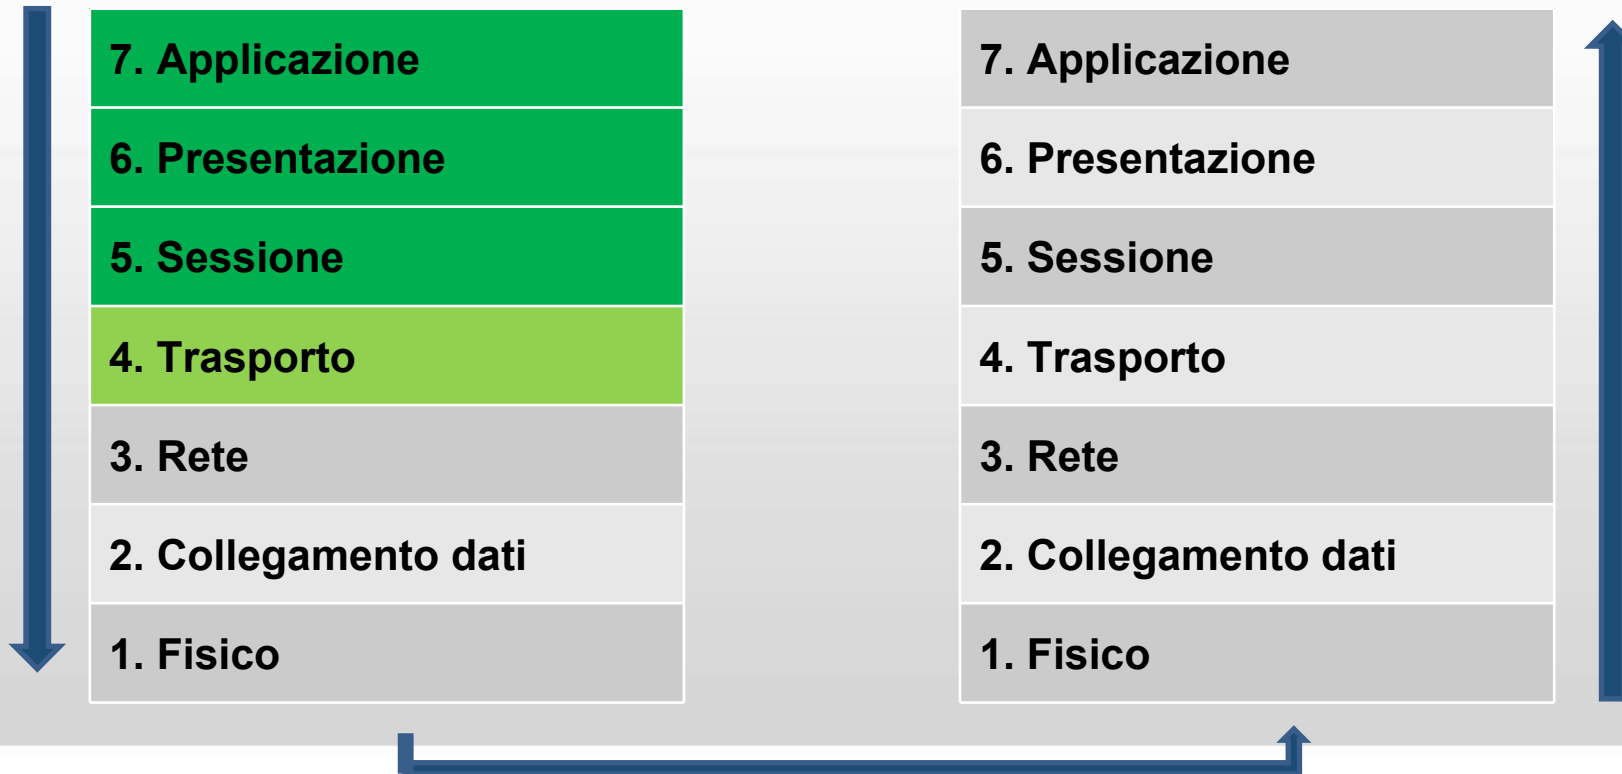 7. Applicazione
6. Presentazione
5. Sessione
4. Trasporto
3. Rete
2. Collegamento dati
1. Fisico
7. Applicazione
6. Presentazione
5. Sessione
4. Trasporto
3. Rete
2. Collegamento dati
1. Fisico